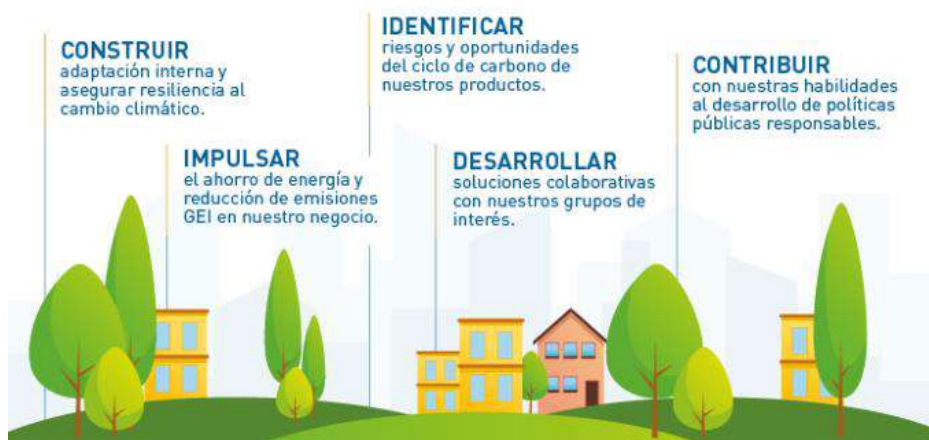 CONSTRUIR
adaptación interna y
asegurar resiliencia al
cambio climático.
IMPULSAR
el ahorro de energía y
reducción de emisiones
GEI en nuestro negocio.
IDENTIFICAR
riesgos y oportunidades
del ciclo de carbono de
nuestros productos.
DESARROLLAR
soluciones colaborativas
con nuestros grupos de
interés.
CONTRIBUIR
con nuestras habilidades
al desarrollo de políticas
públicas responsables.